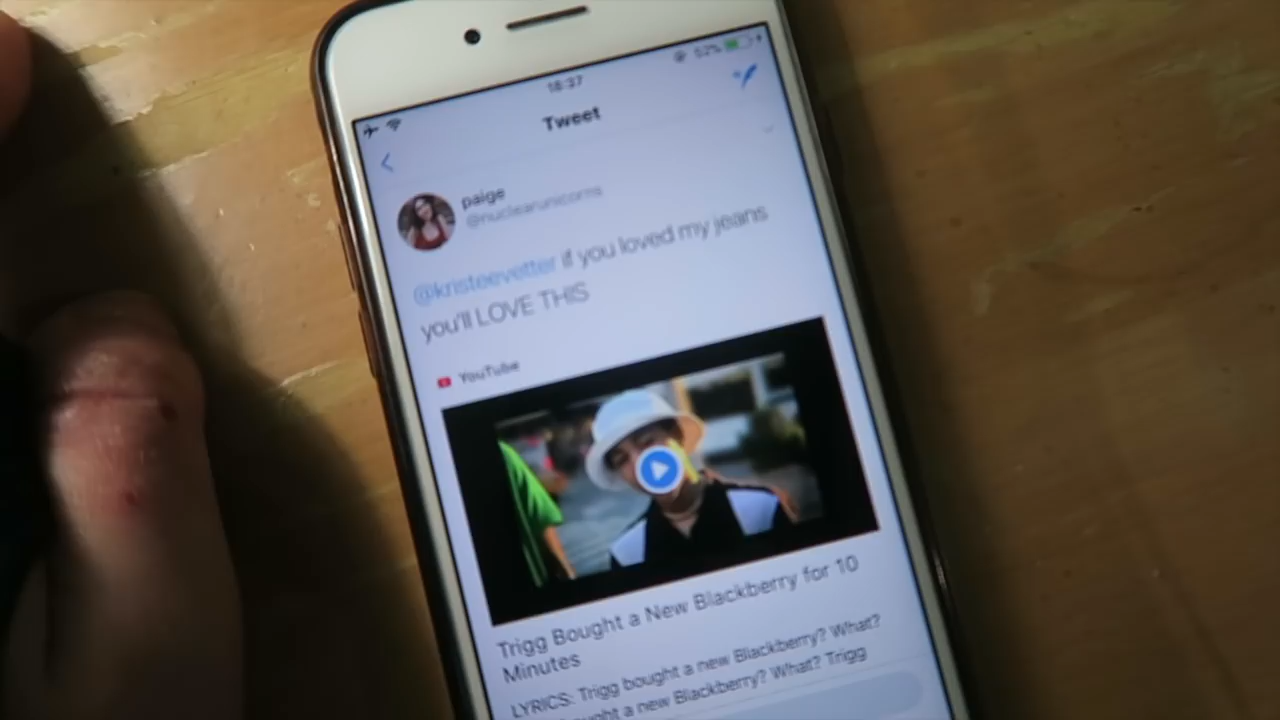 18:37
52%
Tweet
paige
@nuclearunicorns
@kristeevetter if you loved my jeans
you'll LOVE THIS
YouTube
Trigg Bought a New Blackberry for 10
Minutes
LYRICS: Trigg bought a new Blackberry? What?
bought a new Blackberry? What? Trigg